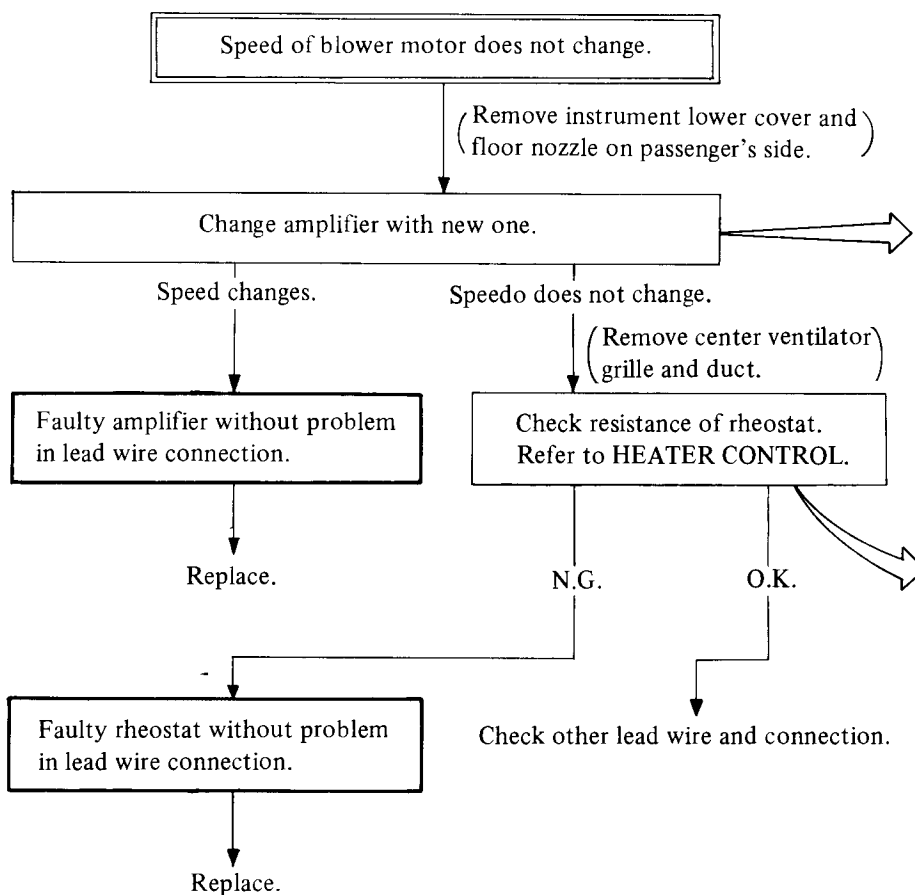 Speed of blower motor does not change.
(Remove instrument lower cover and
floor nozzle on passenger's side.)
Change amplifier with new one.
Speed changes.
Speedo does not change.
(Remove center ventilator
grille and duct.)
Faulty amplifier without problem
in lead wire connection.
Check resistance of rheostat.
Refer to HEATER CONTROL.
Replace.
N.G.
O.K.
Faulty rheostat without problem
in lead wire connection.
Check other lead wire and connection.
Replace.